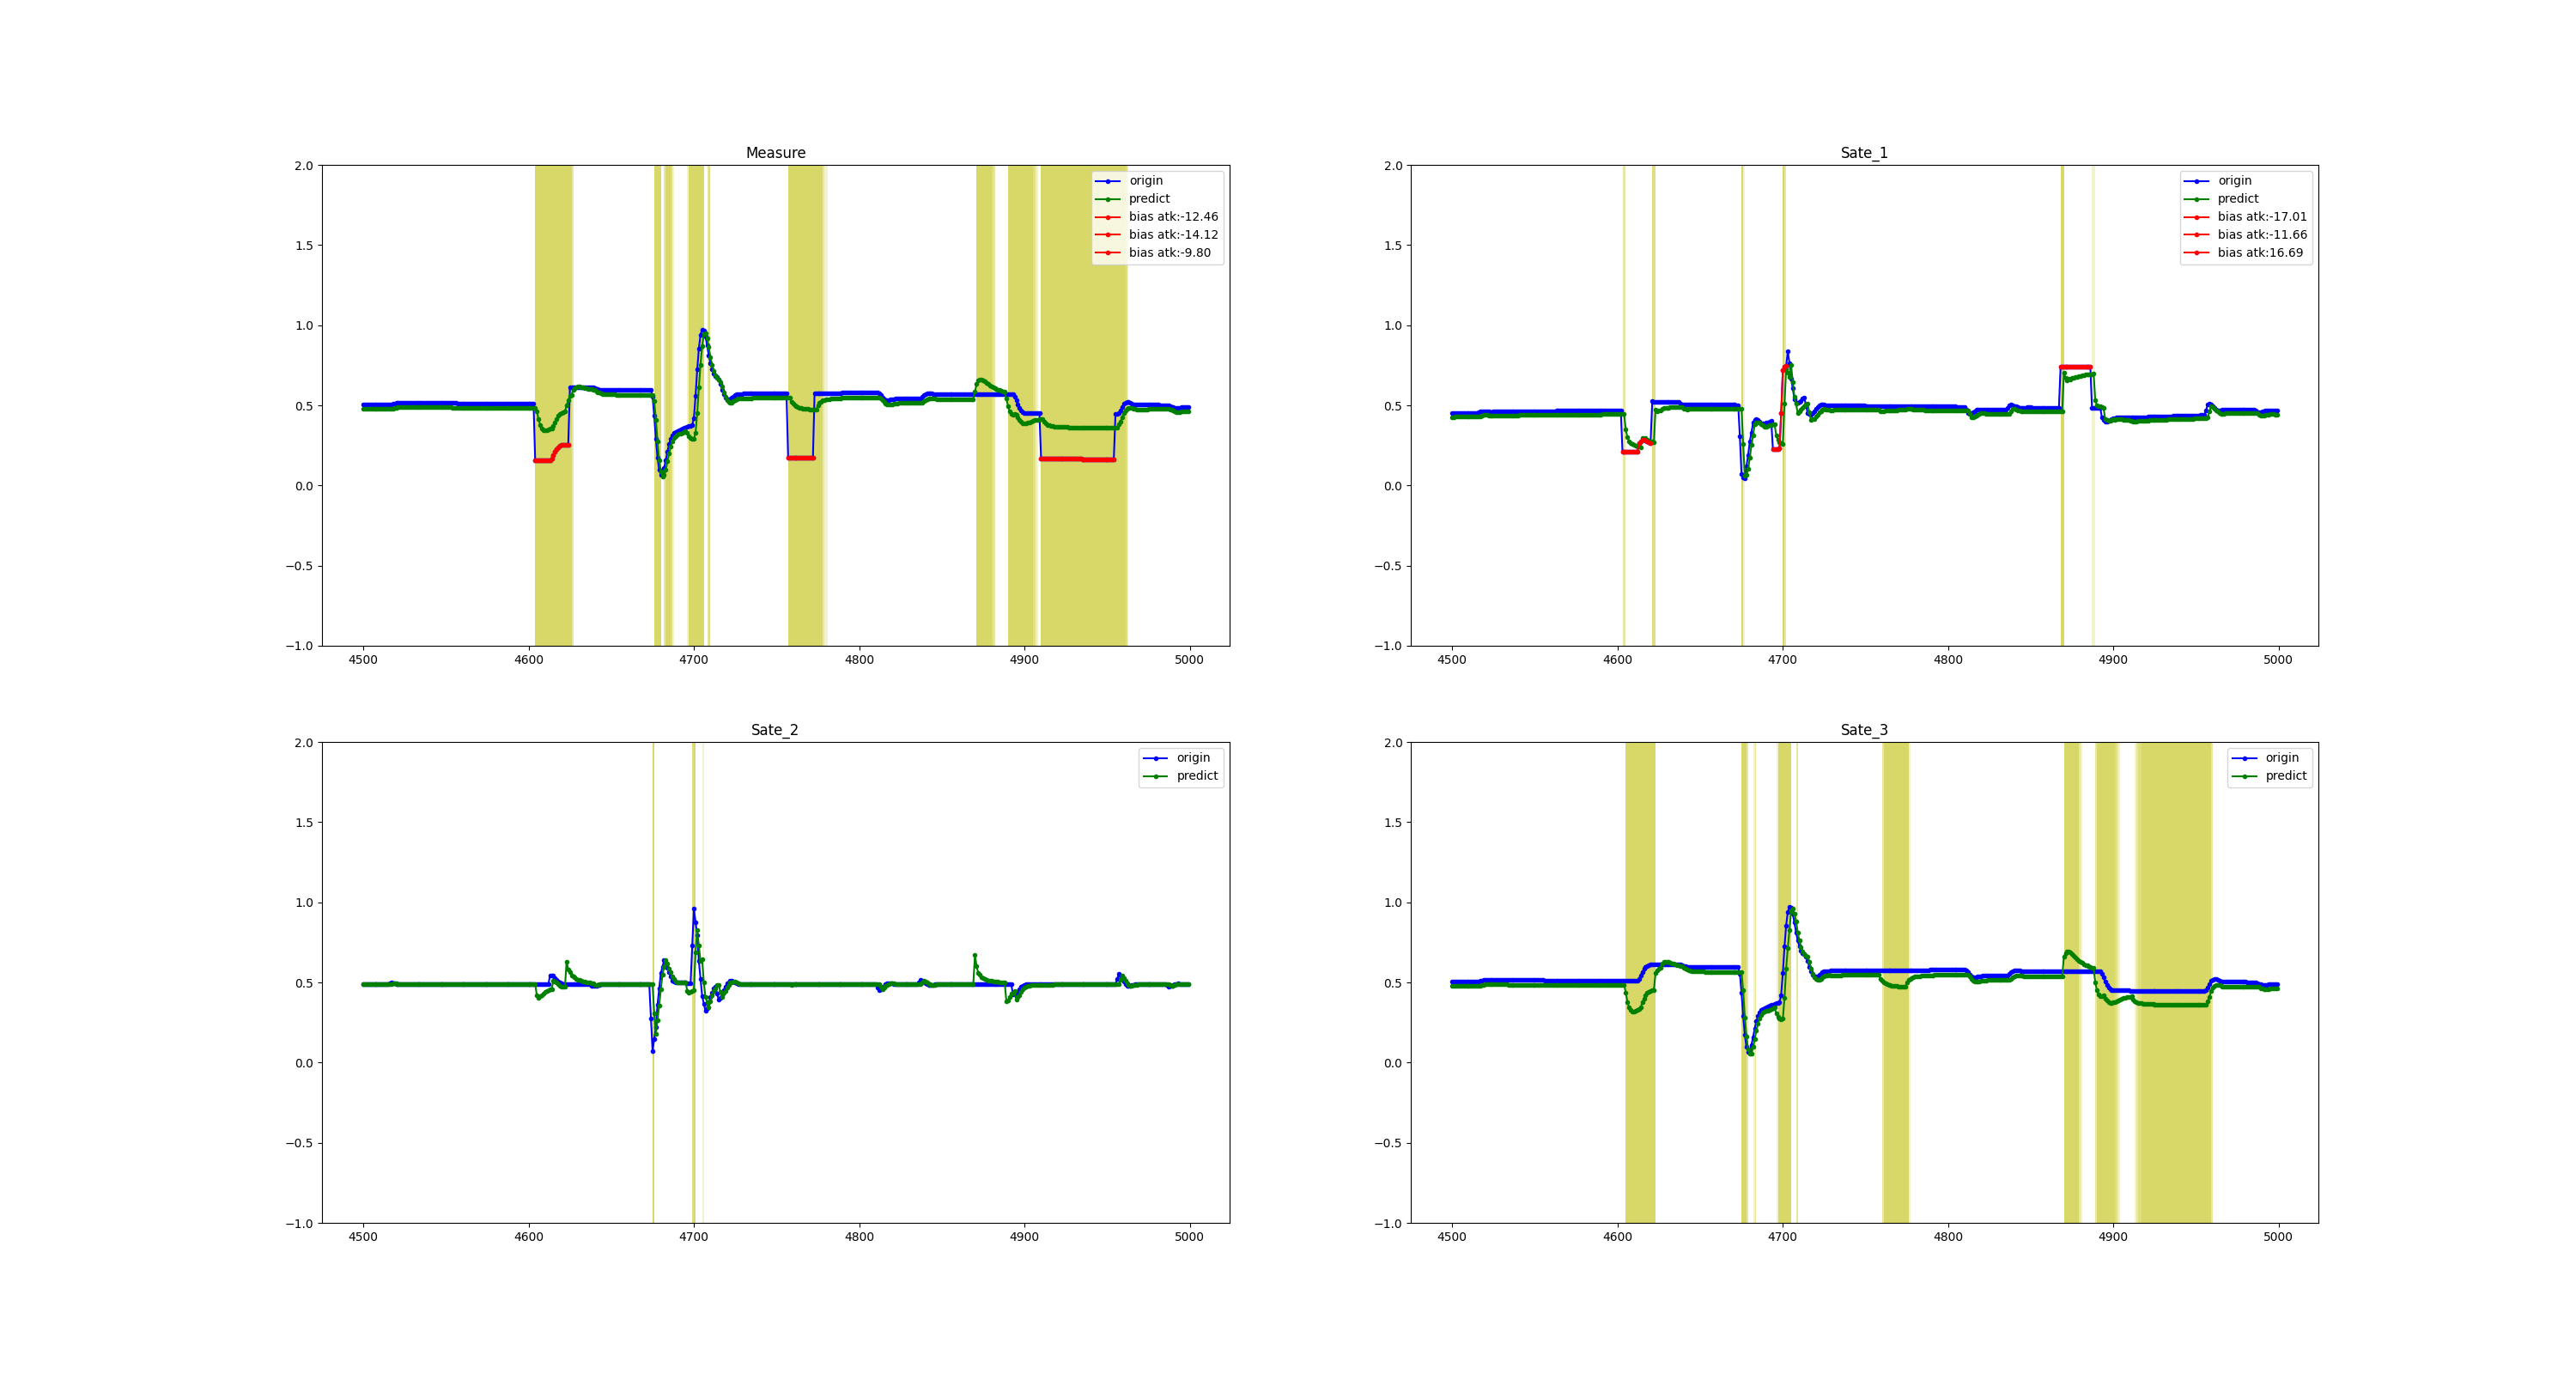 Measure
2.0
1.5
1.0
0.5
0.0
−0.5
−1.0
4500 4600 4700 4800 4900 5000
origin
predict
bias atk:-12.46
bias atk:-14.12
bias atk:-9.80
Sate_1
2.0
1.5
1.0
0.5
0.0
−0.5
−1.0
4500 4600 4700 4800 4900 5000
origin
predict
bias atk:-17.01
bias atk:-11.66
bias atk:16.69
Sate_2
2.0
1.5
1.0
0.5
0.0
−0.5
−1.0
4500 4600 4700 4800 4900 5000
origin
predict
Sate_3
2.0
1.5
1.0
0.5
0.0
−0.5
−1.0
4500 4600 4700 4800 4900 5000
origin
predict